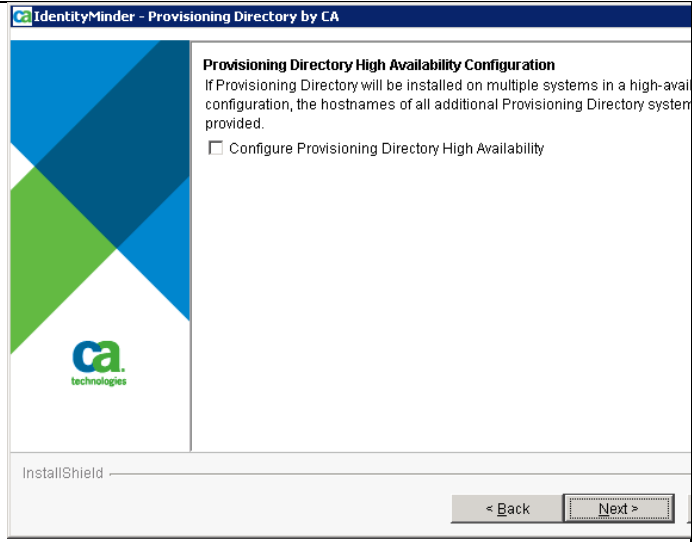 ca IdentityMinder - Provisioning Directory by CA
Provisioning Directory High Availability Configuration
If Provisioning Directory will be installed on multiple systems in a high-avail
configuration, the hostnames of all additional Provisioning Directory system
provided.
Configure Provisioning Directory High Availability
ca.
technologies
InstallShield
< Back
Next >